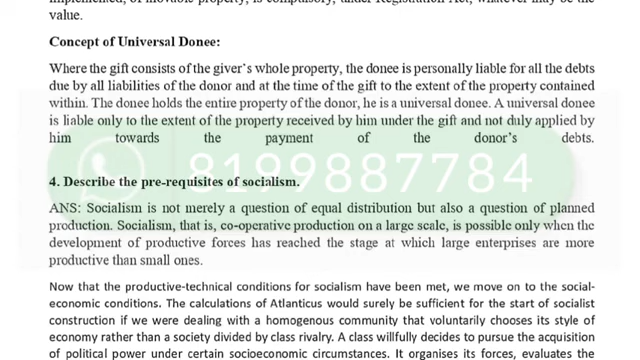 implemented, of movable property, is compulsory, under Registration Act, whatever may be the
value.
Concept of Universal Donee:
Where the gift consists of the giver's whole property, the donee is personally liable for all the debts
due by all liabilities of the donor and at the time of the gift to the extent of the property contained
within. The donee holds the entire property of the donor, he is a universal donee. A universal donee
is liable only to the extent of the property received by him under the gift and not duly applied by
him towards the payment of the donor's debts.
8199887784
4. Describe the pre-requisites of socialism.
ANS: Socialism is not merely a question of equal distribution but also a question of planned
production. Socialism, that is, co-operative production on a large scale, is possible only when the
development of productive forces has reached the stage at which large enterprises are more
productive than small ones.
Now that the productive-technical conditions for socialism have been met, we move on to the social-
economic conditions. The calculations of Atlanticus would surely be sufficient for the start of socialist
construction if we were dealing with a homogenous community that voluntarily chooses its style of
economy rather than a society divided by class rivalry. A class willfully decides to pursue the acquisition
of political power under certain socioeconomic circumstances. It organises its forces, evaluates the